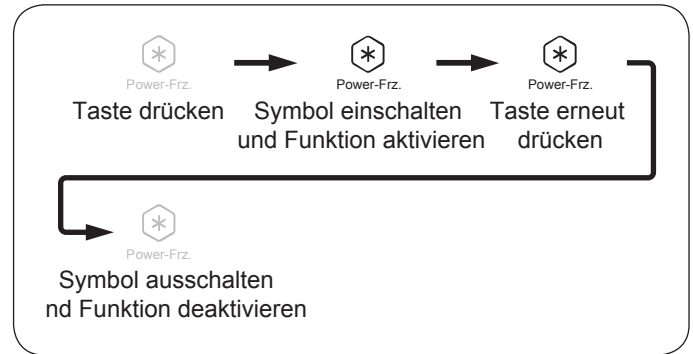 Power-Frz.
Taste drücken
Power-Frz.
Symbol einschalten
und Funktion aktivieren
Power-Frz.
Taste erneut
drücken
Power-Frz.
Symbol ausschalten
nd Funktion deaktivieren